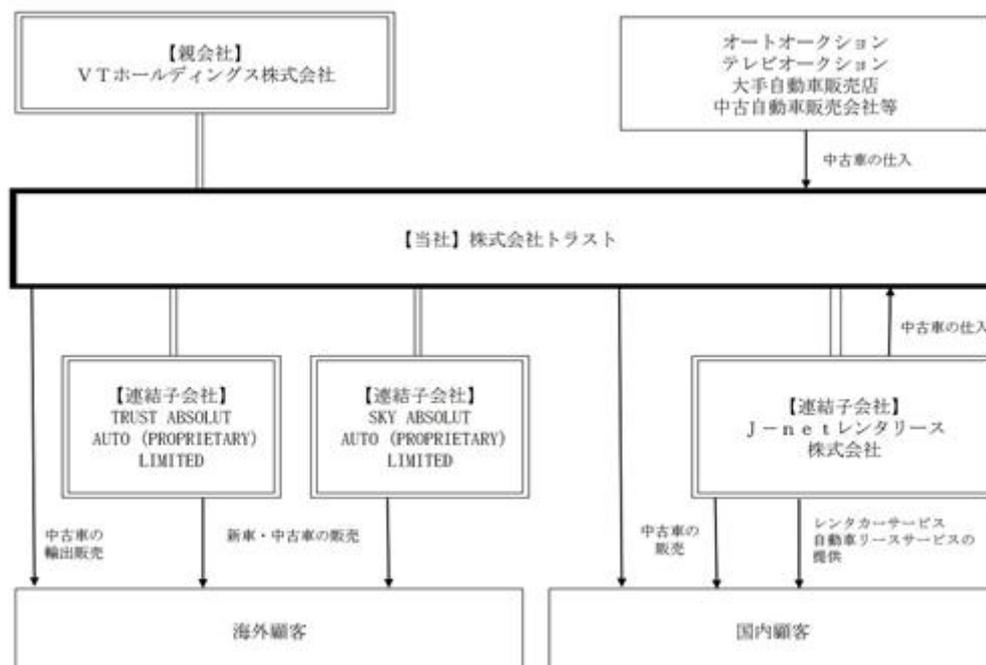 【親会社】
VTホールディングス株式会社
オートオークション
テレビオークション
大手自動車販売店
中古自動車販売会社等
中古車の仕入
【当社】株式会社トラスト
中古車の仕入
【連結子会社】
TRUST ABSOLUT
AUTO (PROPRIETARY)
LIMITED
【連結子会社】
SKY ABSOLUT
AUTO (PROPRIETARY)
LIMITED
【連結子会社】
J－netレンタリース
株式会社
中古車の
輸出販売
新車・中古車の販売
中古車の
販売
レンタカーサービス
自動車リースサービスの
提供
海外顧客
国内顧客